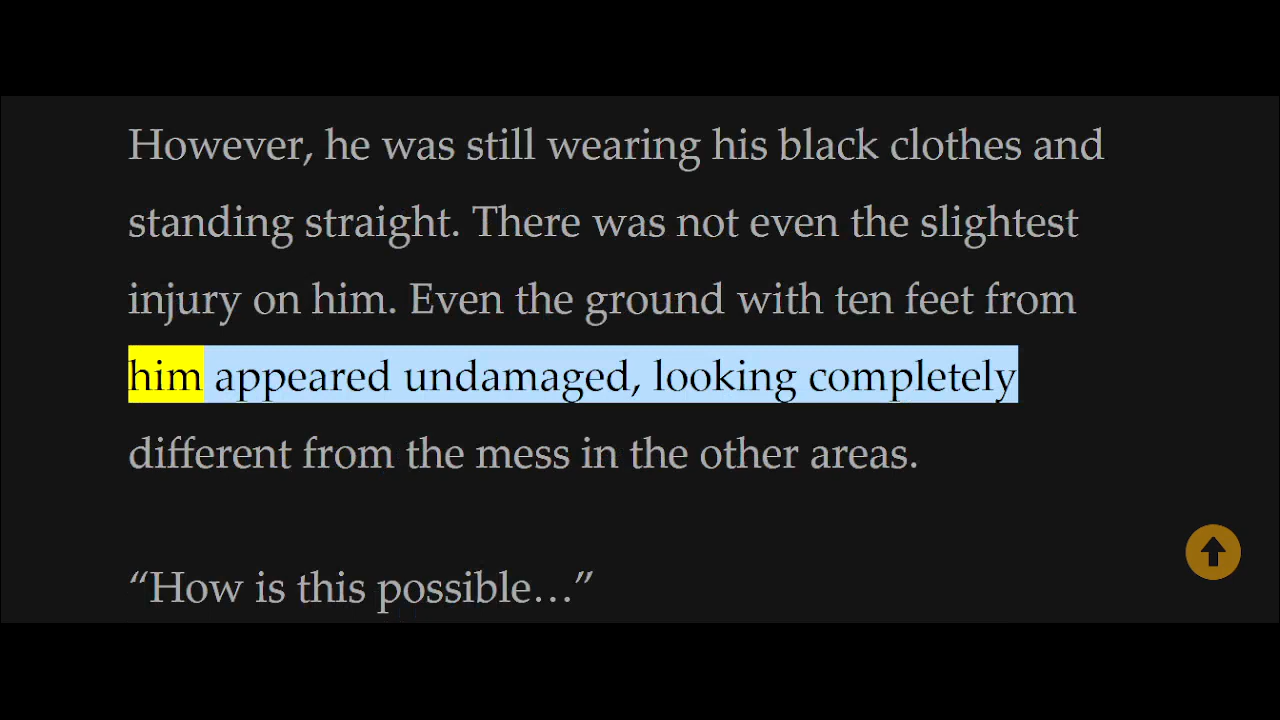 However, he was still wearing his black clothes and
standing straight. There was not even the slightest
injury on him. Even the ground with ten feet from
him appeared undamaged, looking completely
different from the mess in the other areas.
“How is this possible…”